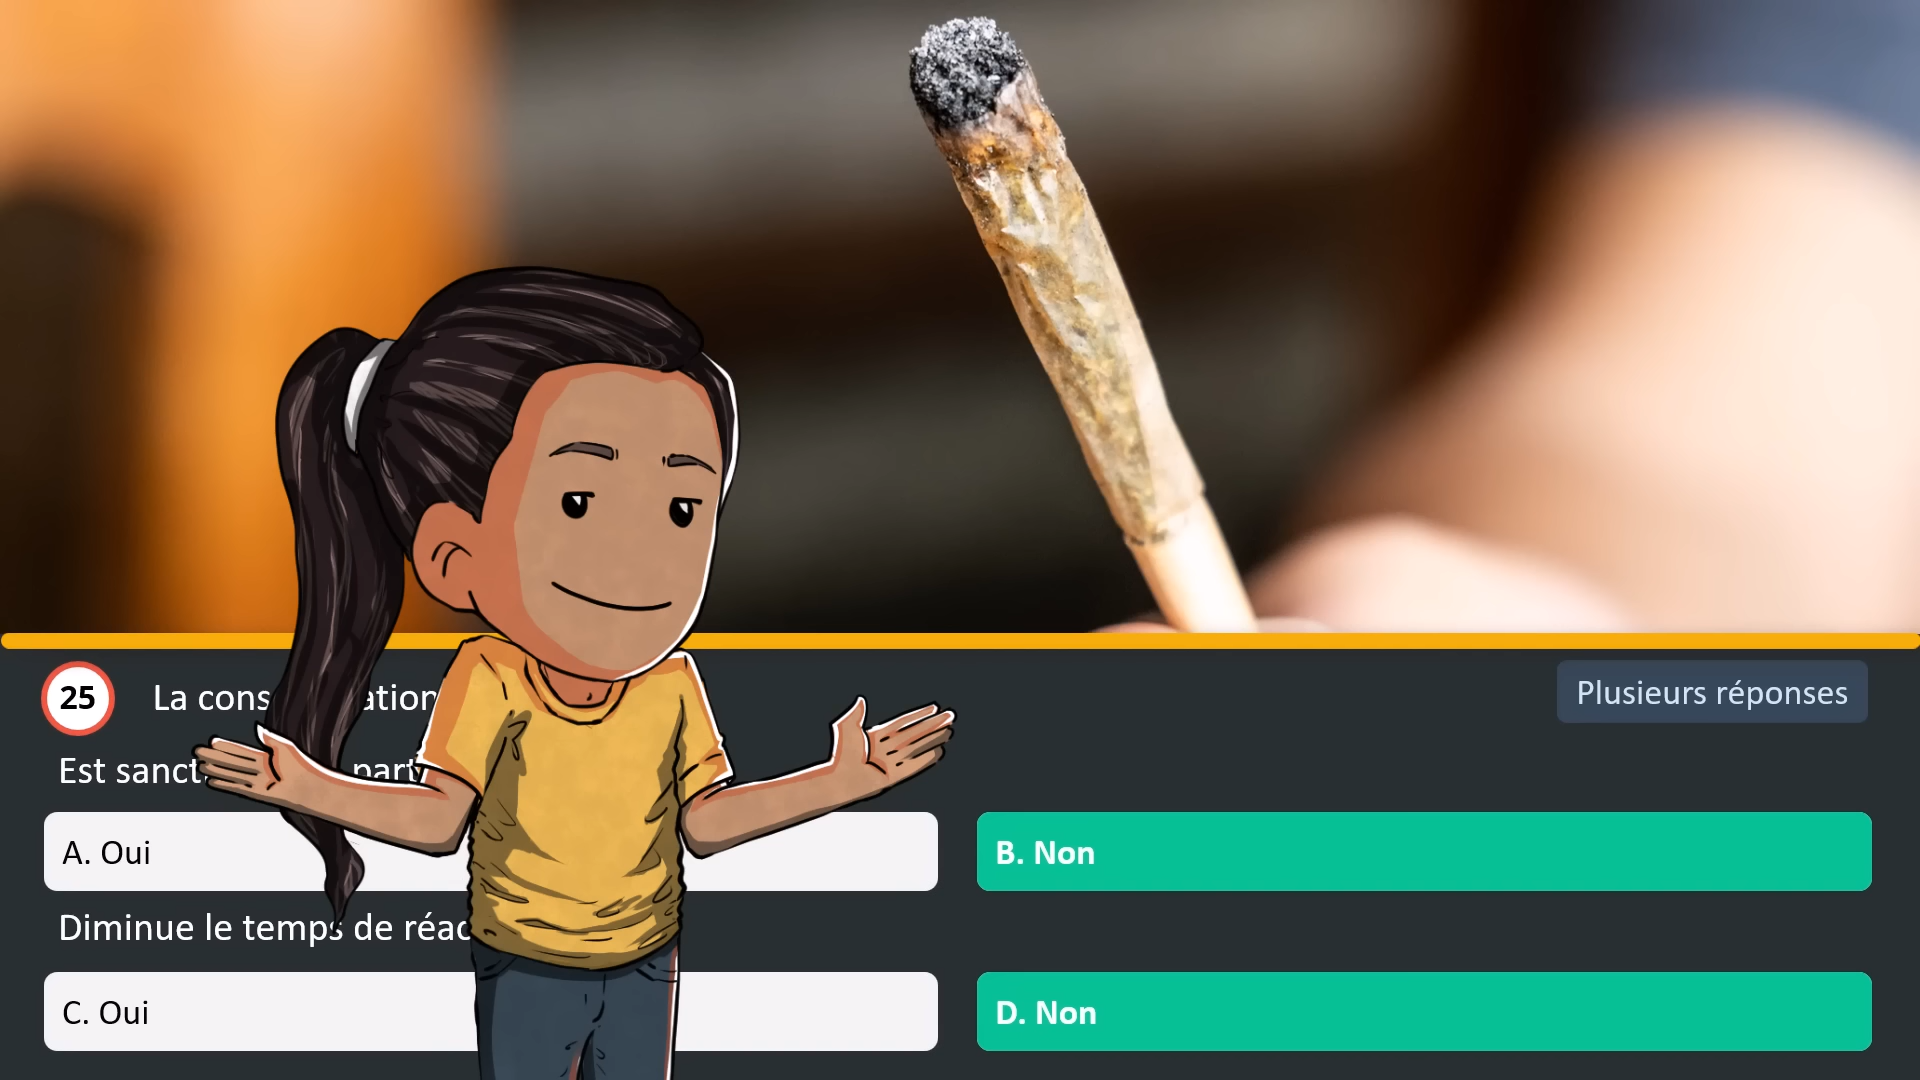 25 La cons ation
Plusieurs réponses
Est sanct part
A. Oui
B. Non
Diminue le temps de réac
C. Oui
D. Non